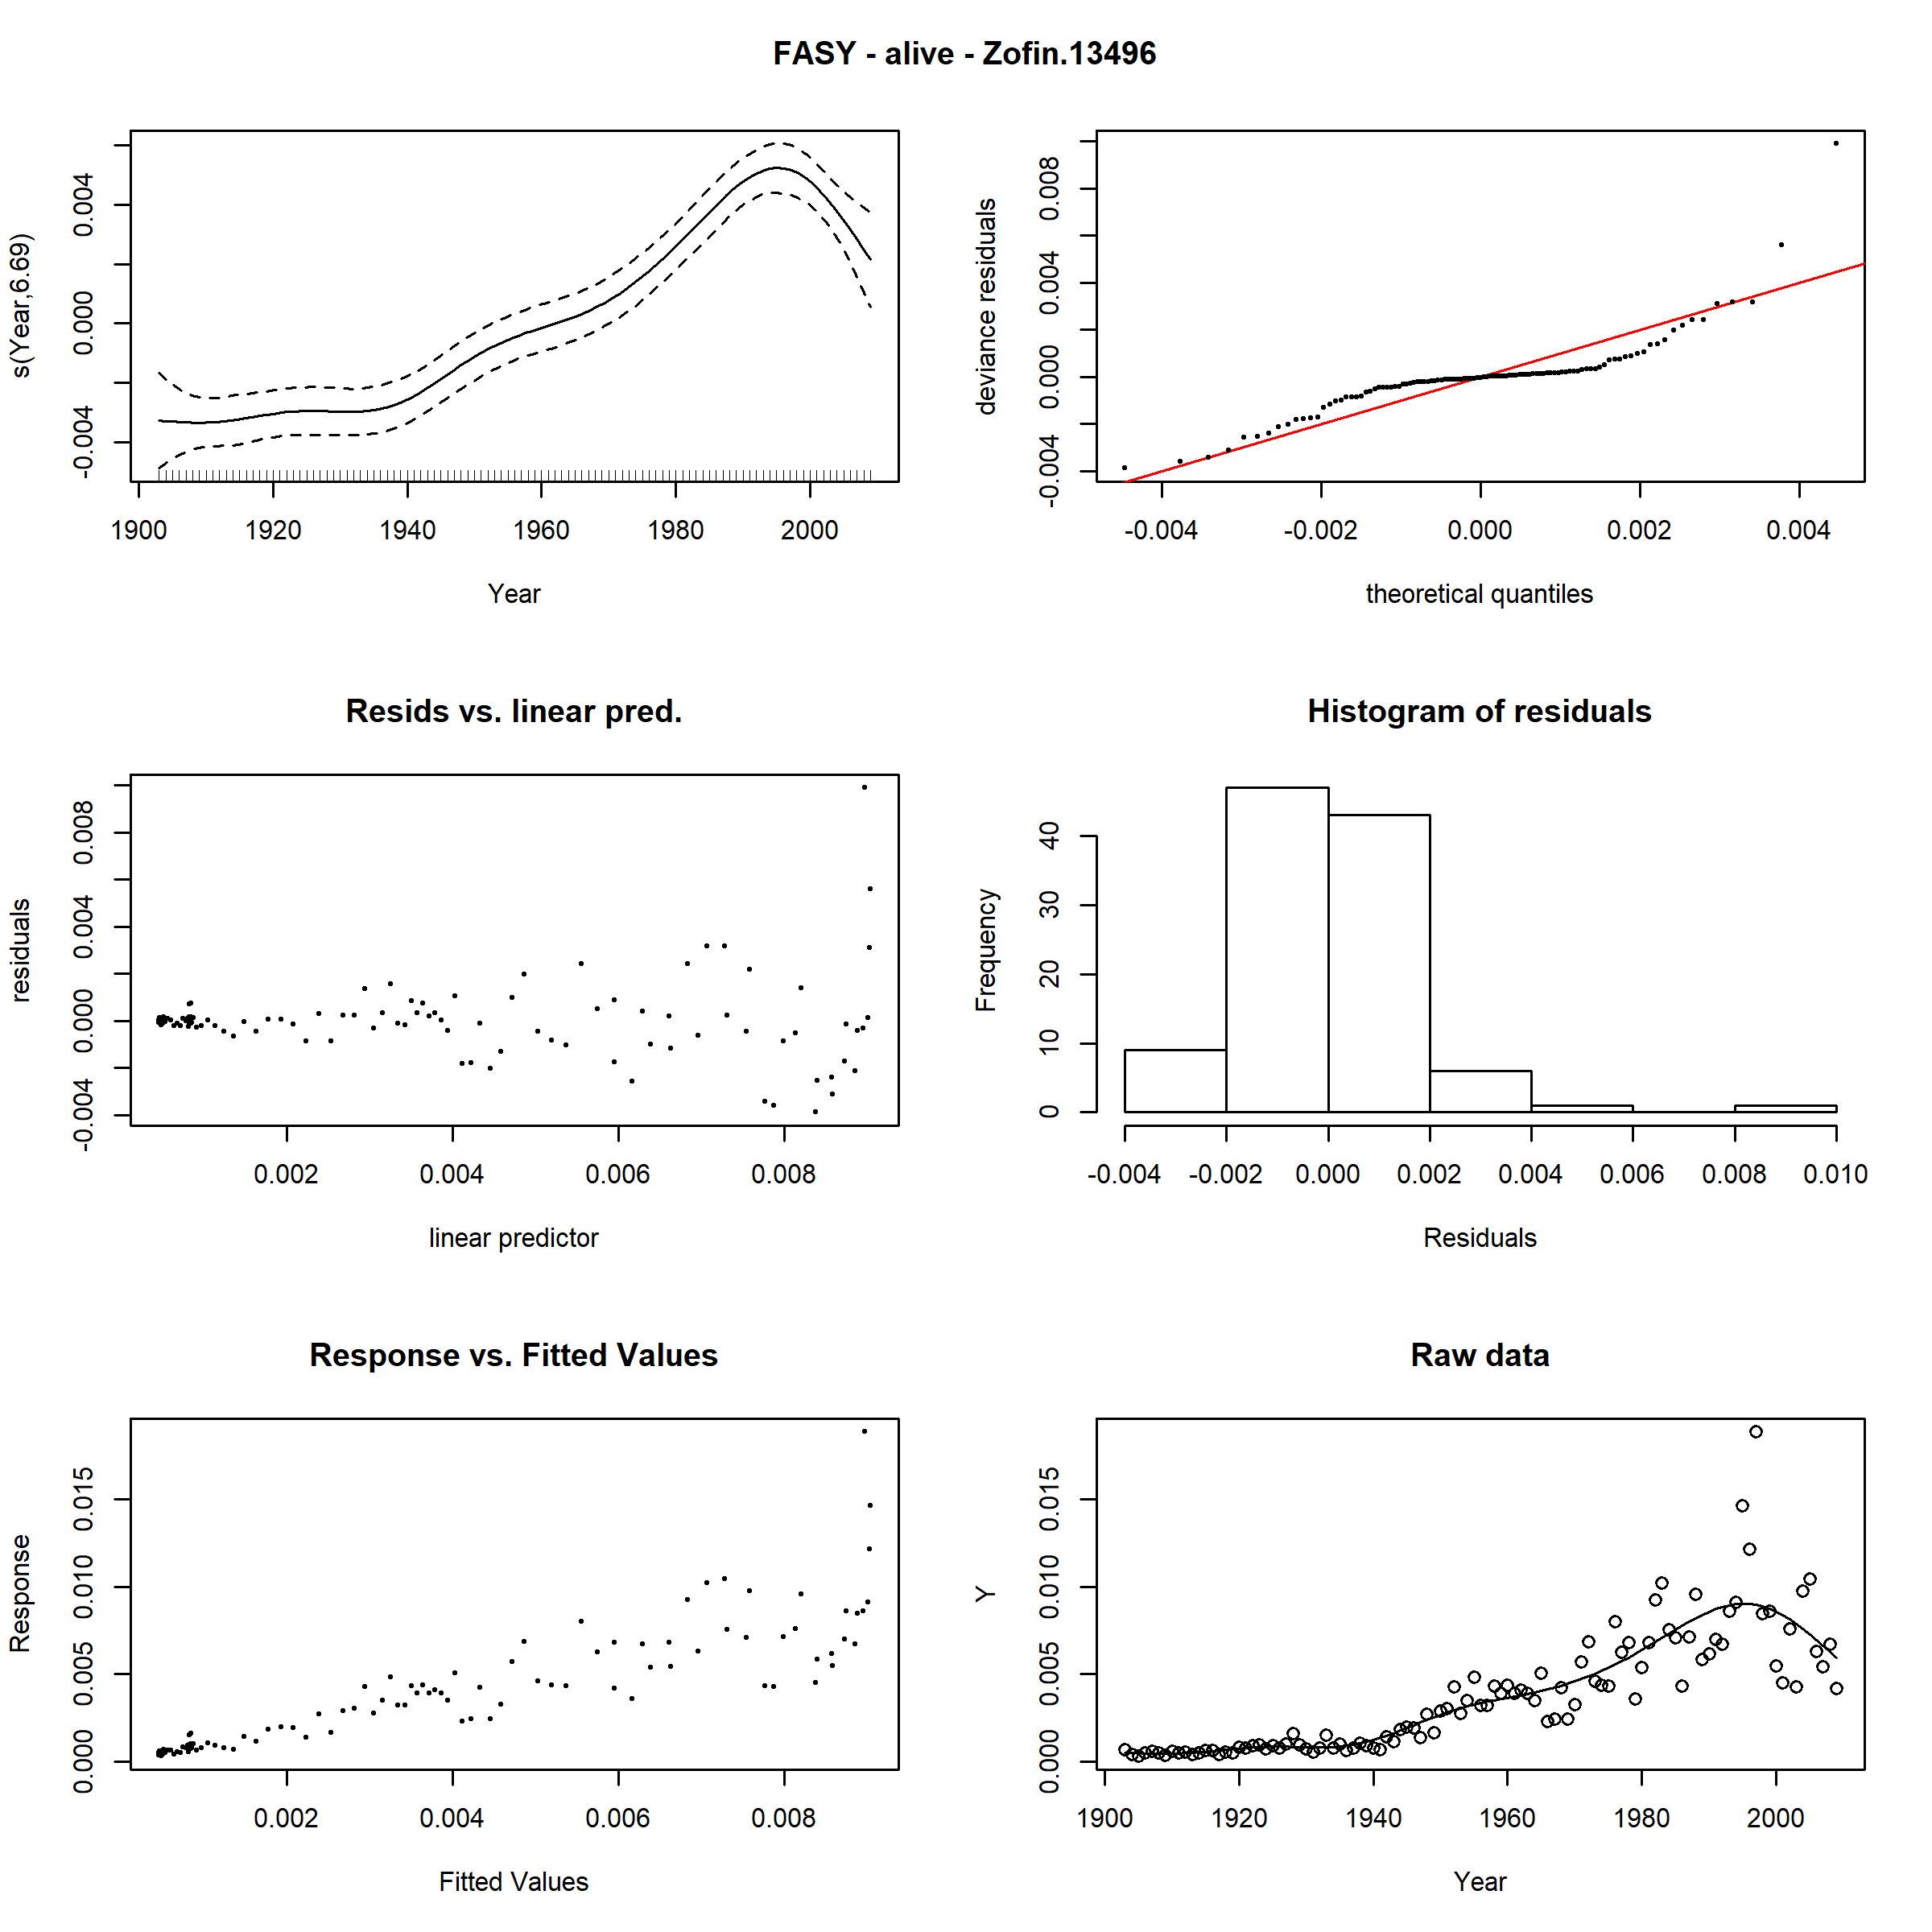 FASY - alive - Zofin.13496
s(Year,6.69)
-0.004 0.000 0.004
1900 1920 1940 1960 1980 2000
Year
deviance residuals
-0.004 0.000 0.004 0.008
-0.004 -0.002 0.000 0.002 0.004
theoretical quantiles
Resids vs. linear pred.
residuals
-0.004 0.000 0.004 0.008
0.002 0.004 0.006 0.008
linear predictor
Histogram of residuals
Frequency
0 10 20 30 40
-0.004 -0.002 0.000 0.002 0.004 0.006 0.008 0.010
Residuals
Response vs. Fitted Values
Response
0.000 0.005 0.010 0.015
0.002 0.004 0.006 0.008
Fitted Values
Raw data
Y
0.000 0.005 0.010 0.015
1900 1920 1940 1960 1980 2000
Year